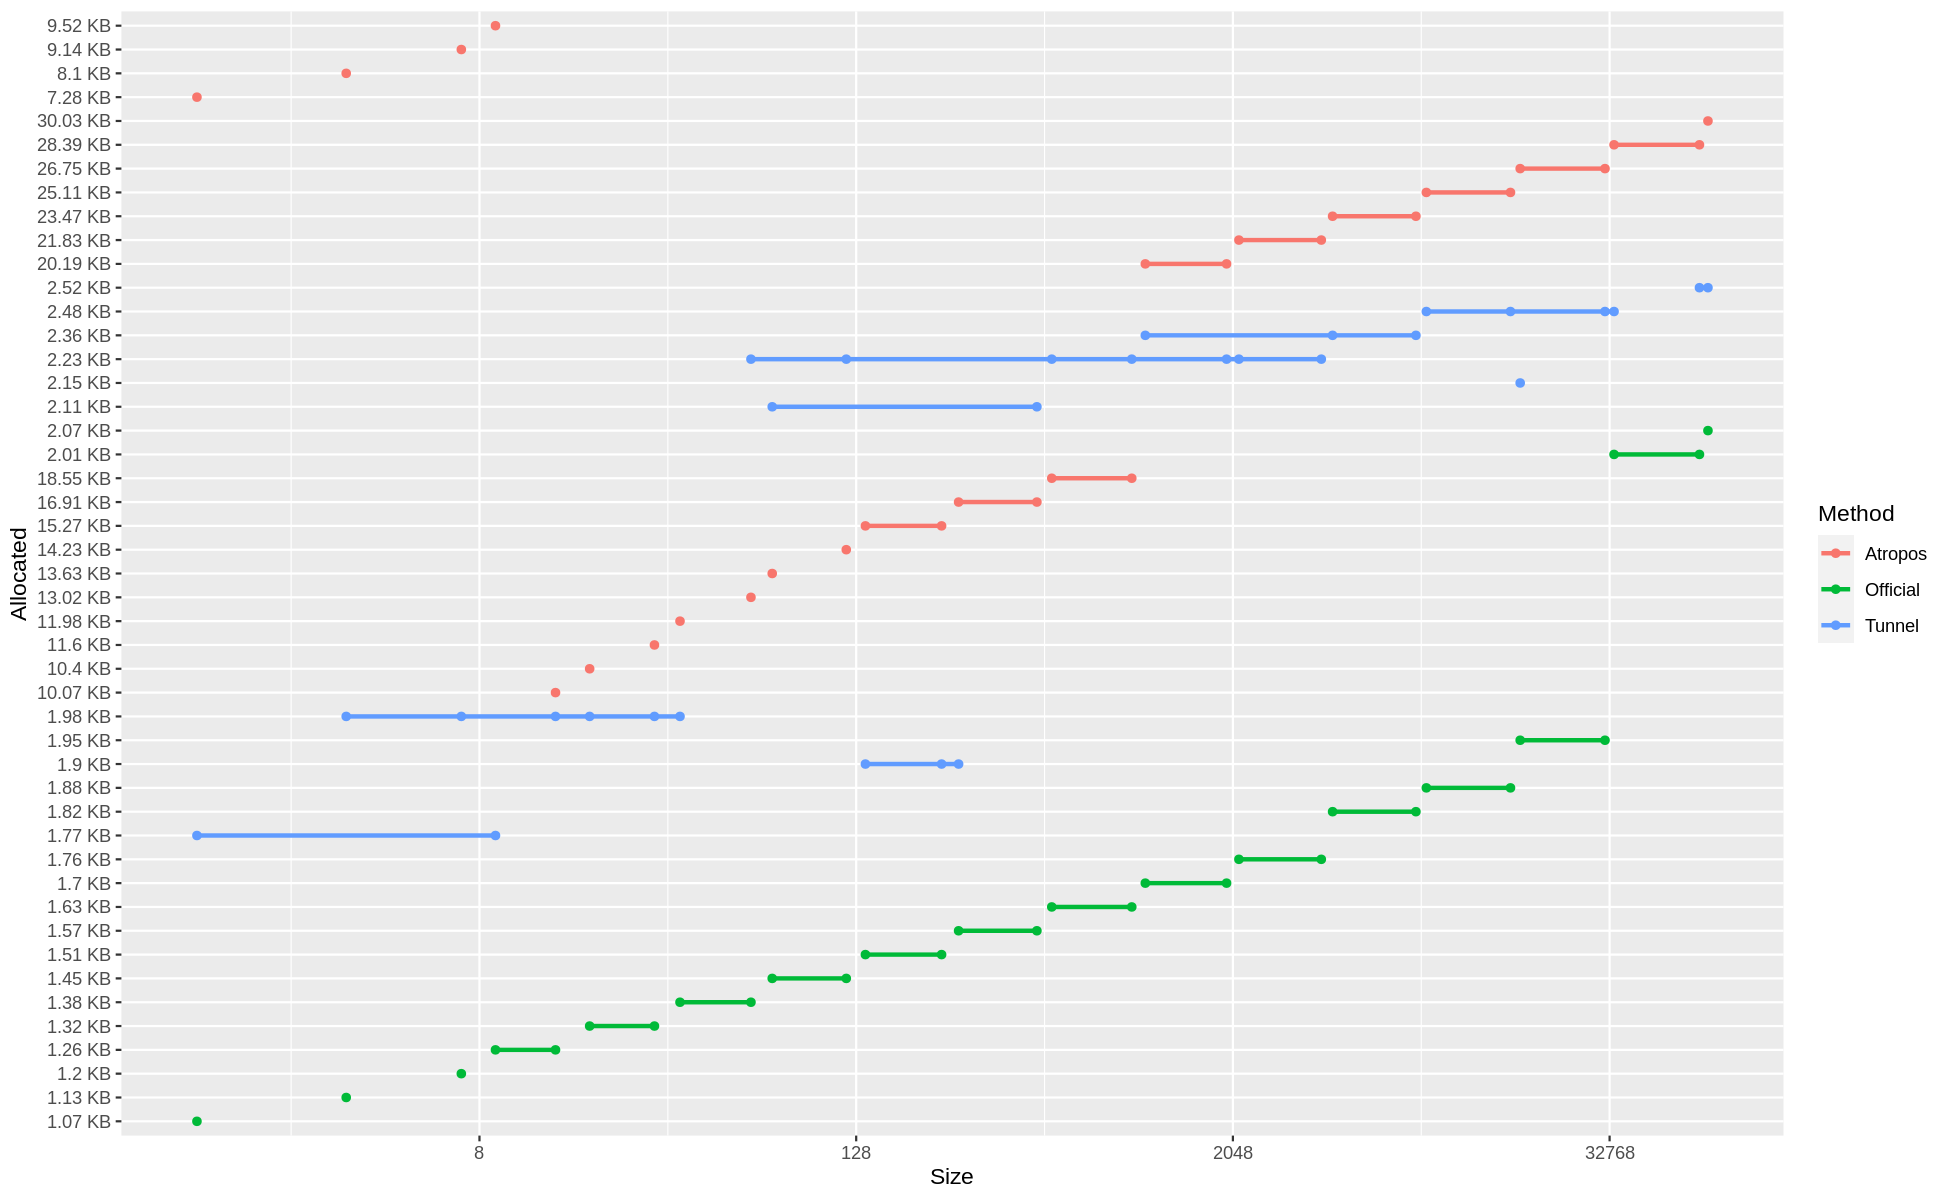 9.52 KB
9.14 KB
8.1 KB
7.28 KB
30.03 KB
28.39 KB
26.75 KB
25.11 KB
23.47 KB
21.83 KB
20.19 KB
2.52 KB
2.48 KB
2.36 KB
2.23 KB
2.15 KB
2.11 KB
2.07 KB
2.01 KB
18.55 KB
16.91 KB
15.27 KB
14.23 KB
13.63 KB
13.02 KB
11.98 KB
11.6 KB
10.4 KB
10.07 KB
1.98 KB
1.95 KB
1.9 KB
1.88 KB
1.82 KB
1.77 KB
1.76 KB
1.7 KB
1.63 KB
1.57 KB
1.51 KB
1.45 KB
1.38 KB
1.32 KB
1.26 KB
1.2 KB
1.13 KB
1.07 KB
Allocated
8 128 2048 32768
Size
Method
Atropos
Official
Tunnel